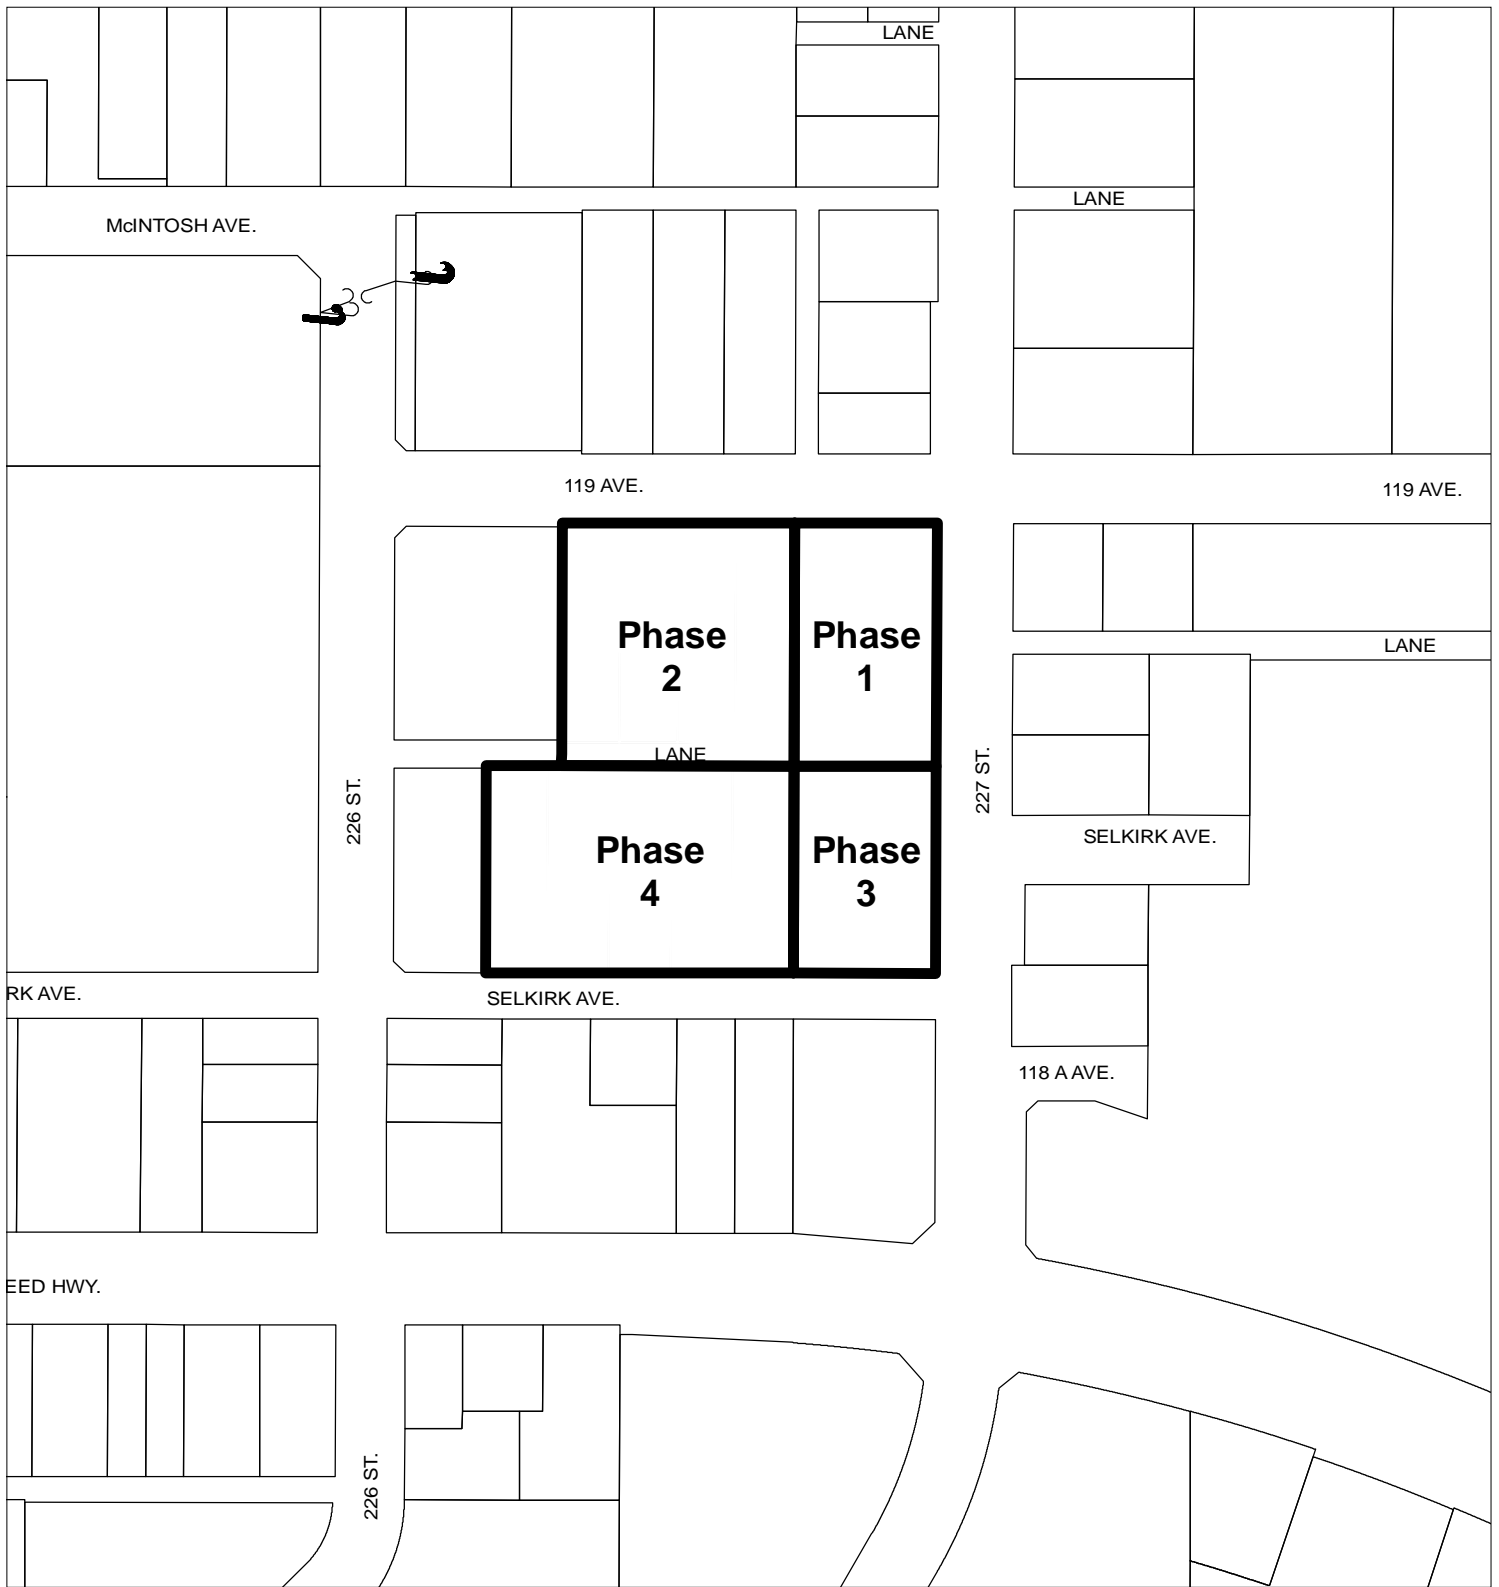 LANE
LANE
McINTOSH AVE.
119 AVE.
119 AVE.
Phase
2
Phase
1
LANE
LANE
226 ST.
227 ST.
SELKIRK AVE.
Phase
4
Phase
3
RK AVE.
SELKIRK AVE.
118 A AVE.
EED HWY.
226 ST.